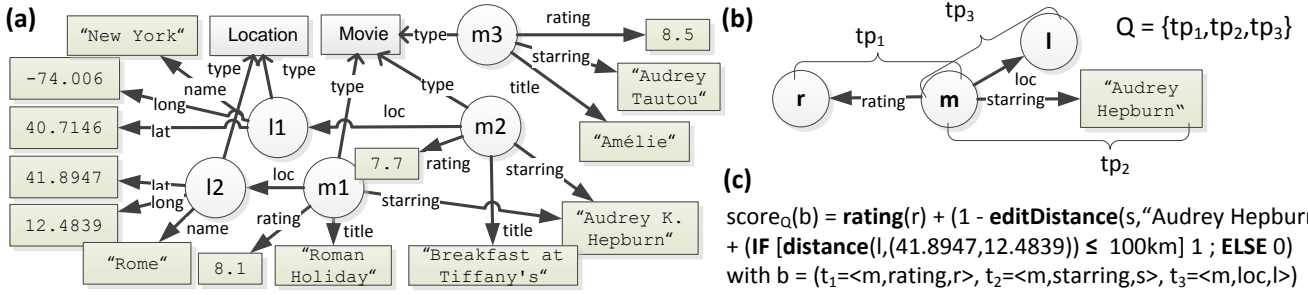 (a)
"New York"
Location
Movie
type
m3
rating
8.5
-74.006
name
type
type
type
type
starring
"Audrey
Tautou"
title
long
40.7146
lat
l1
loc
m2
"Amélie"
7.7
rating
41.8947
lat
l2
loc
m1
starring
starring
long
12.4839
name
rating
title
title
"Audrey K.
Hepburn"
"Rome"
8.1
"Roman
Holiday"
"Breakfast at
Tiffany's"
(b)
tp3
tp1
l
Q = {tp1,tp2,tp3}
loc
r
rating
m
starring
"Audrey
Hepburn"
tp2
(c)
scoreQ(b) = rating(r) + (1 - editDistance(s,"Audrey Hepburn
+ (IF [distance(l,(41.8947,12.4839)) ≤ 100km] 1 ; ELSE 0)
with b = (t1=<m,rating,r>, t2=<m,starring,s>, t3=<m,loc,l>)